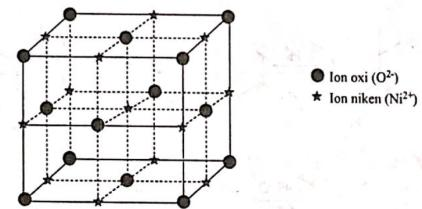 Ion oxi (O²⁻)
Ion niken (Ni²⁺)